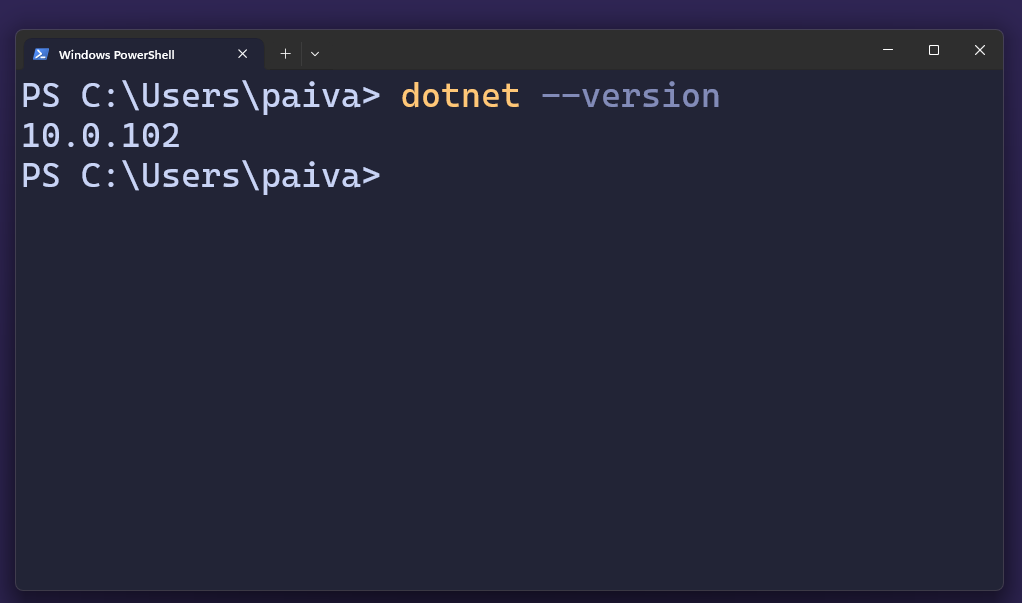 Windows PowerShell
PS C:\Users\paiva> dotnet --version
10.0.102
PS C:\Users\paiva>